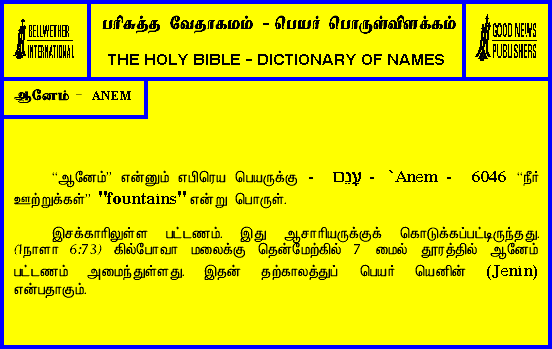 BELLWETHER
INTERNATIONAL
பரிசுத்த வேதாகமம் - பெயர் பொருள்விளக்கம்
THE HOLY BIBLE - DICTIONARY OF NAMES
GOOD NEWS
PUBLISHERS
ஆனேம் - ANEM
“ஆனேம்” என்னும் எபிரெய பெயருக்கு - עָנֵם - `Anem - 6046 “நீர்
ஊற்றுக்கள்” "fountains" என்று பொருள்.
இசக்காரிலுள்ள பட்டணம். இது ஆசாரியருக்குக் கொடுக்கப்பட்டிருந்தது.
(1நாளா 6:73) கில்போவா மலைக்கு தென்மேற்கில் 7 மைல் தூரத்தில் ஆனேம்
பட்டணம் அமைந்துள்ளது. இதன் தற்காலத்துப் பெயர் யெனின் (Jenin)
என்பதாகும்.